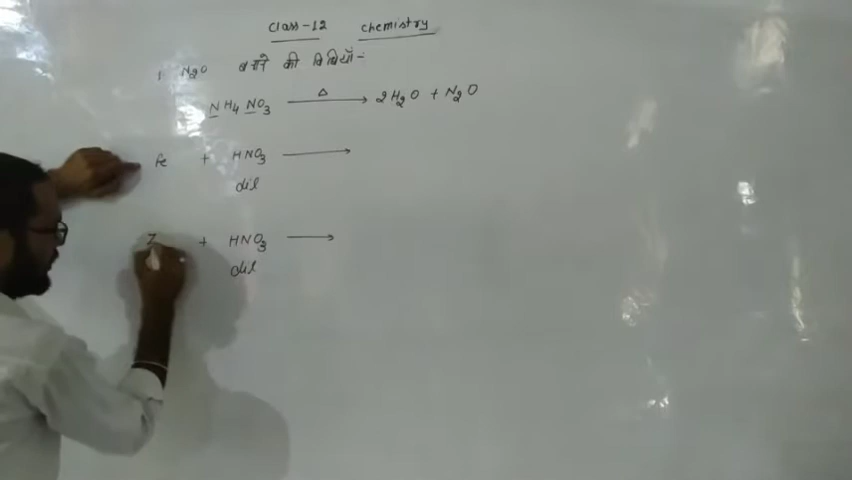 Class-12 Chemistry
1 N2O बनाने की विधियाँ-
NH4NO3 —Δ→ 2H2O + N2O
Fe + HNO3 →
dil
Z + HNO3 →
dil